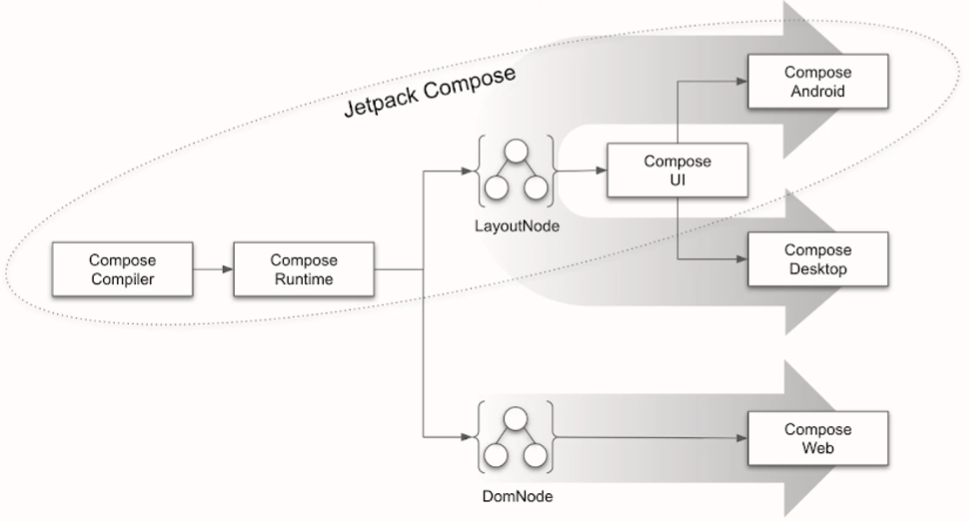 Jetpack Compose
Compose
Android
Compose
UI
LayoutNode
Compose
Compiler
Compose
Runtime
Compose
Desktop
Compose
Web
DomNode